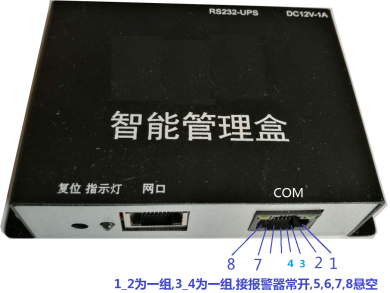 RS232-UPS DC12V-1A
智能管理盒
复位 指示灯 网口 COM
8 7 4 3 2 1
1_2为一组,3_4为一组,接报警器常开,5,6,7,8悬空